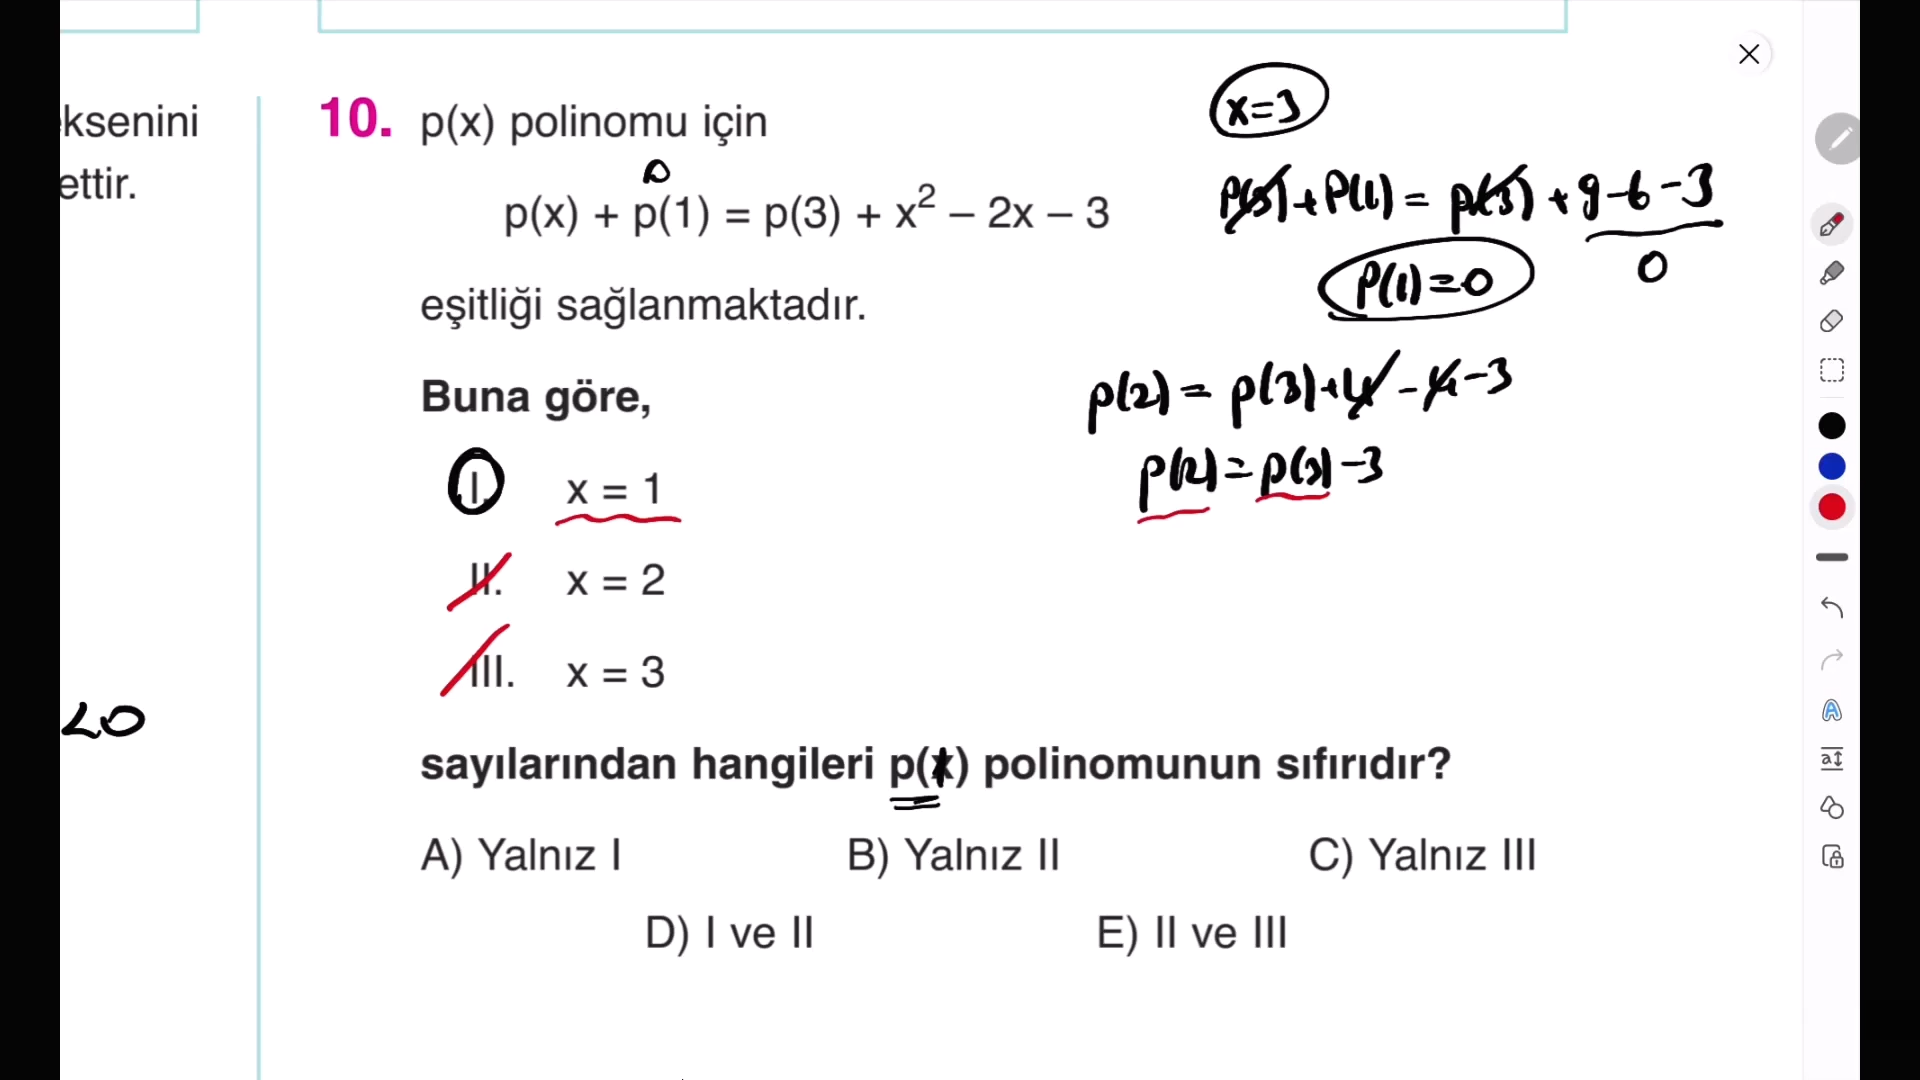 ksenini
ettir.
<0
10. p(x) polinomu için
0
p(x) + p(1) = p(3) + x² – 2x – 3
eşitliği sağlanmaktadır.
Buna göre,
I. x = 1
II. x = 2
III. x = 3
sayılarından hangileri p(x) polinomunun sıfırıdır?
A) Yalnız I B) Yalnız II C) Yalnız III
D) I ve II E) II ve III
x=3
p(3) + p(1) = p(3) + 9 - 6 - 3
0
p(1) = 0
p(2) = p(3) + 4 - 4 - 3
p(2) = p(3) - 3